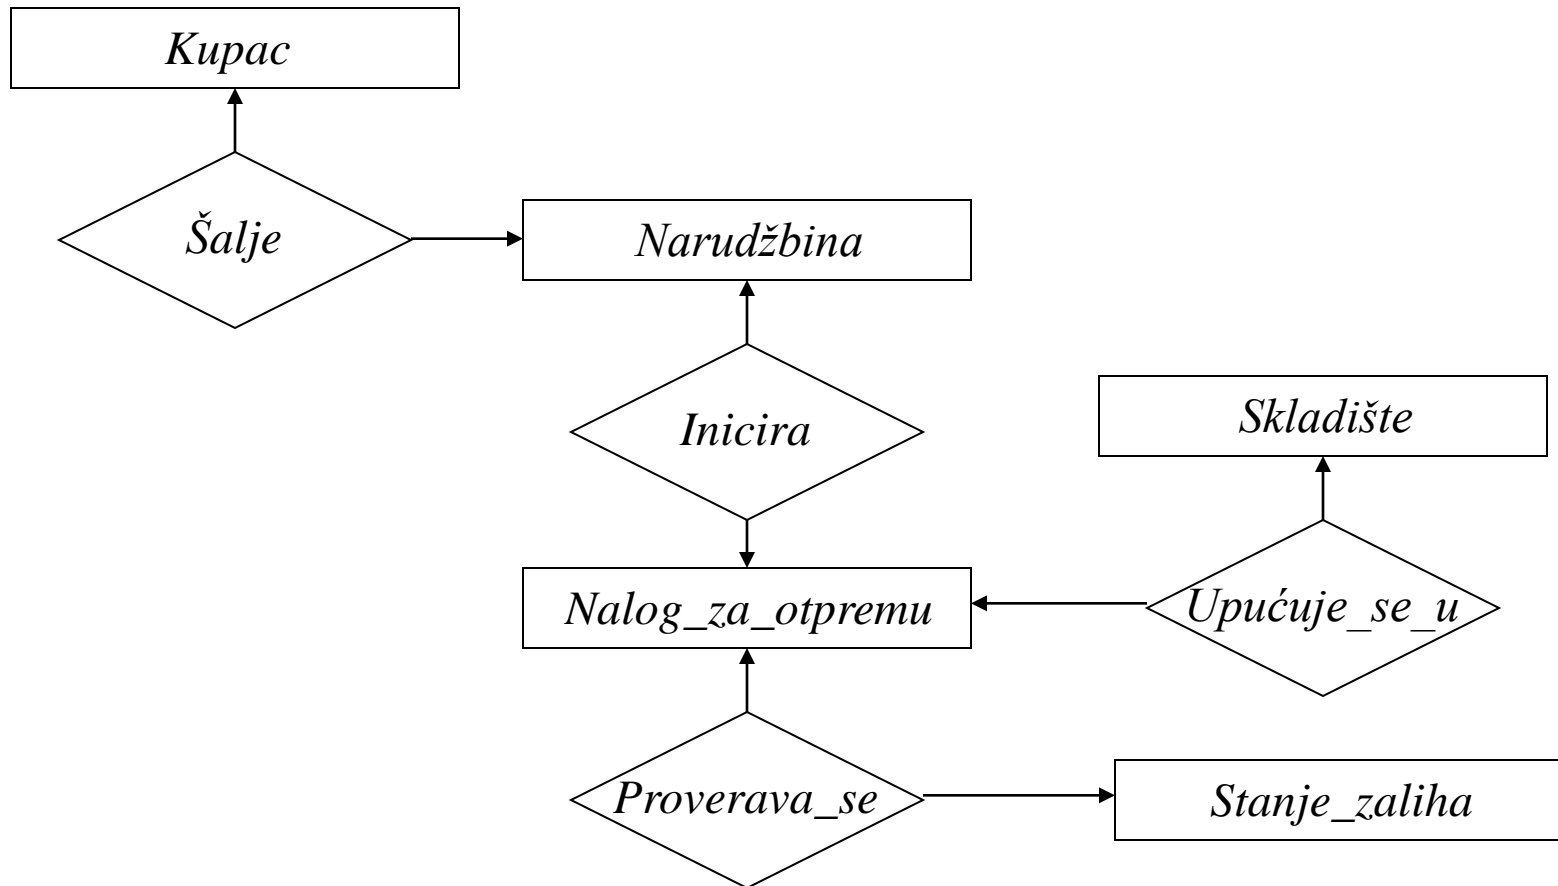 Kupac
Šalje
Narudžbina
Inicira
Skladište
Nalog_za_otpremu
Upućuje_se_u
Proverava_se
Stanje_zaliha